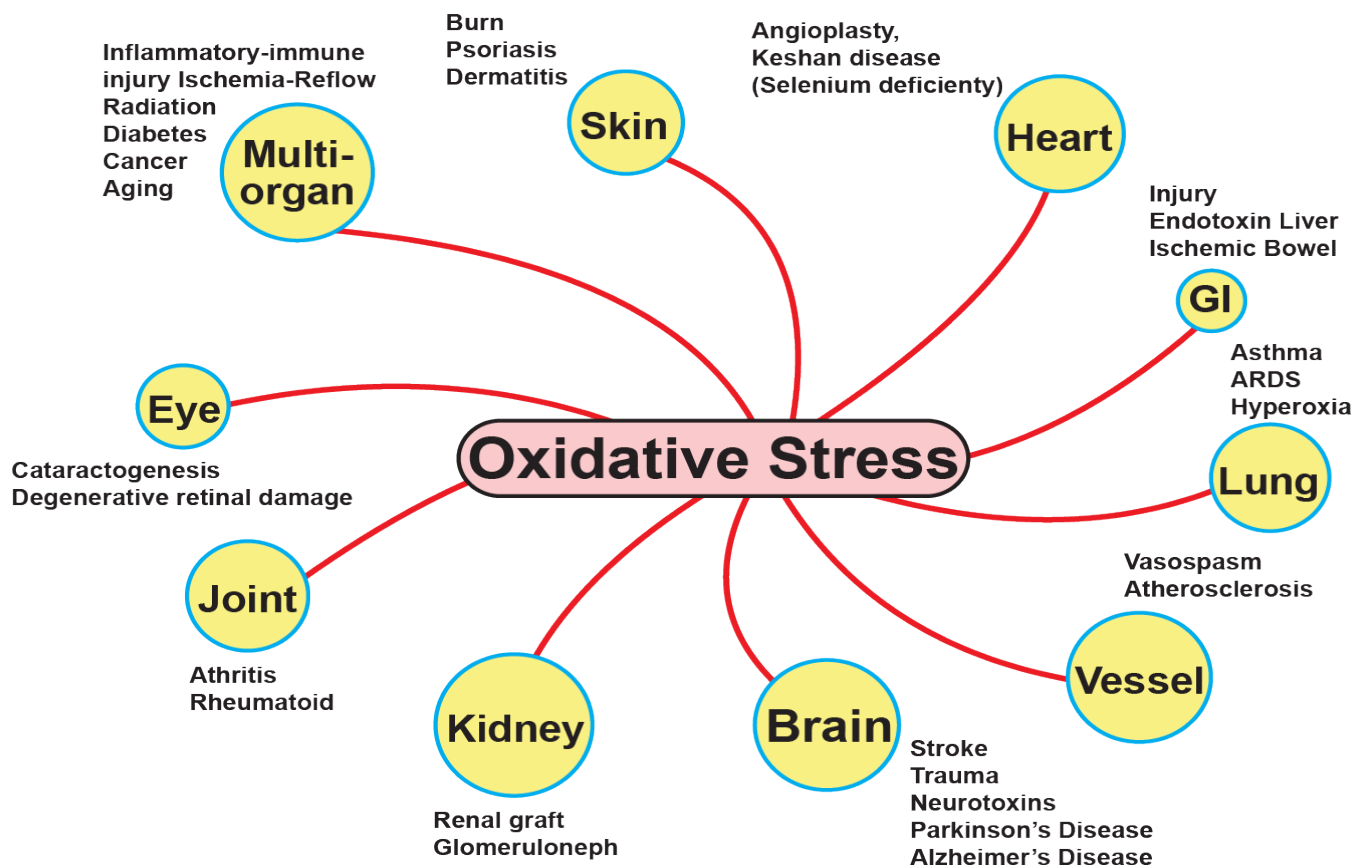 Inflammatory-immune
injury Ischemia-Reflow
Radiation
Diabetes
Cancer
Aging
Multi-
organ
Burn
Psoriasis
Dermatitis
Skin
Angioplasty,
Keshan disease
(Selenium deficienty)
Heart
Injury
Endotoxin Liver
Ischemic Bowel
GI
Asthma
ARDS
Hyperoxia
Lung
Eye
Cataractogenesis
Degenerative retinal damage
Oxidative Stress
Joint
Athritis
Rheumatoid
Kidney
Renal graft
Glomeruloneph
Brain
Stroke
Trauma
Neurotoxins
Parkinson’s Disease
Alzheimer’s Disease
Vasospasm
Atherosclerosis
Vessel